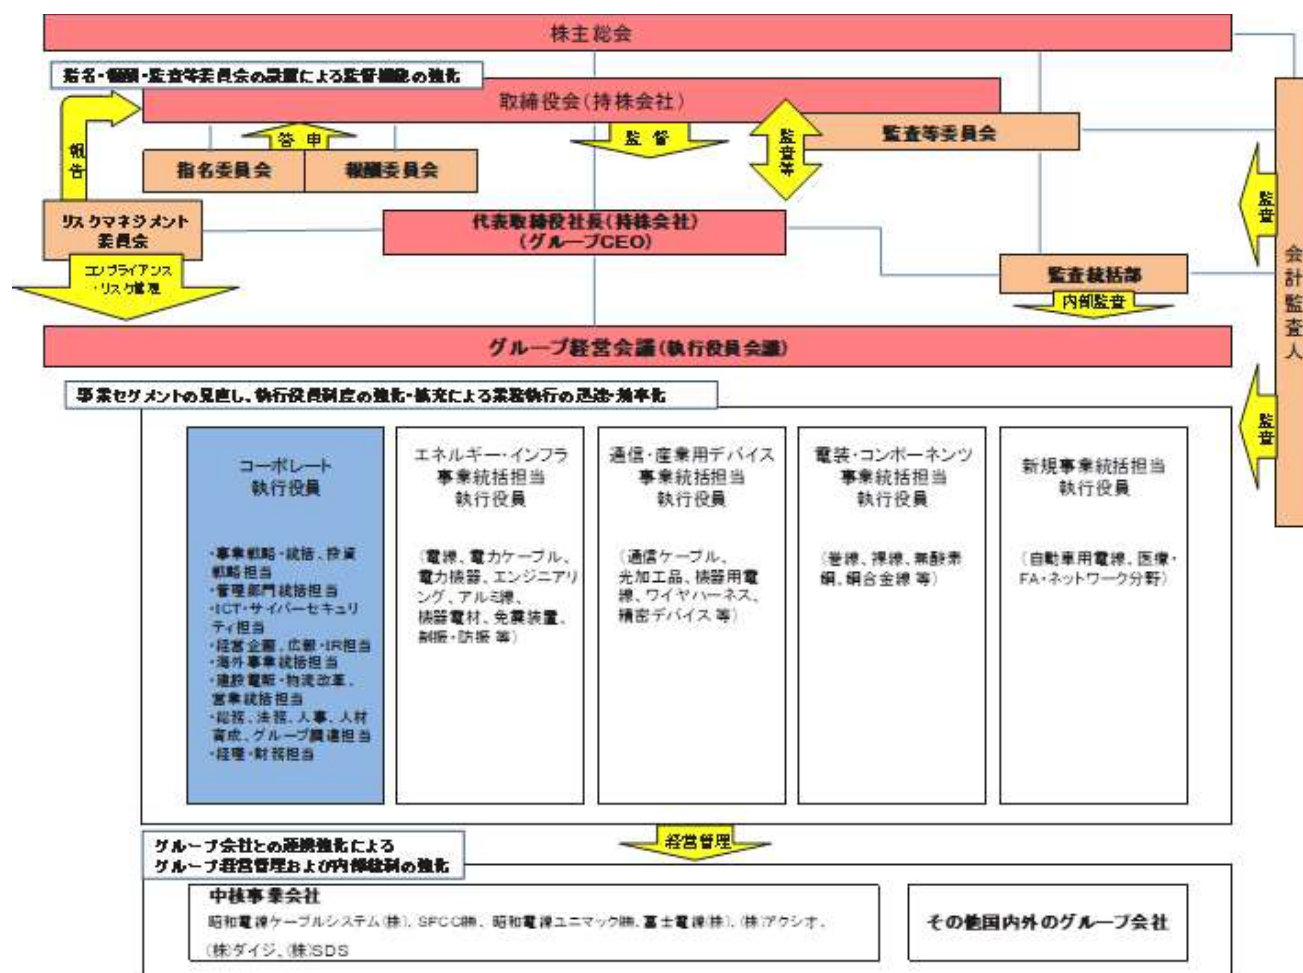 株主総会
指名・報酬・監査等委員会の設置による監督機能の強化
取締役会(持株会社)
答 申
監 督
監査等
監査等委員会
報告
指名委員会
報酬委員会
監査
リスクマネジメント
委員会
代表取締役社長(持株会社)
(グループCEO)
コンプライアンス
・リスク管理
監査統括部
内部監査
会計監査人
グループ経営会議(執行役員会議)
事業セグメントの見直し、執行役員制度の強化・拡充による業務執行の迅速・効率化
監査
コーポレート
執行役員
・事業戦略・統括、投資
戦略担当
・管理部門統括担当
・ICT・サイバーセキュリ
ティ担当
・経営企画、広報・IR担当
・海外事業統括担当
・建設電販・物流改革、
営業統括担当
・総務、法務、人事、人材
育成、グループ調達担当
・経理・財務担当
エネルギー・インフラ
事業統括担当
執行役員
(電線、電力ケーブル、
電力機器、エンジニアリ
ング、アルミ線、
機器電材、免震装置、
制振・防振 等)
通信・産業用デバイス
事業統括担当
執行役員
(通信ケーブル、
光加工品、機器用電
線、ワイヤハーネス、
精密デバイス 等)
電装・コンポーネンツ
事業統括担当
執行役員
(巻線、裸線、無酸素
銅、銅合金線 等)
新規事業統括担当
執行役員
(自動車用電線、医療・
FA・ネットワーク分野)
経営管理
グループ会社との連携強化による
グループ経営管理および内部統制の強化
中核事業会社
昭和電線ケーブルシステム(株)、SFCC㈱、昭和電線ユニマック㈱、富士電線(株)、(株)アクシオ、
(株)ダイジ、(株)SDS
その他国内外のグループ会社